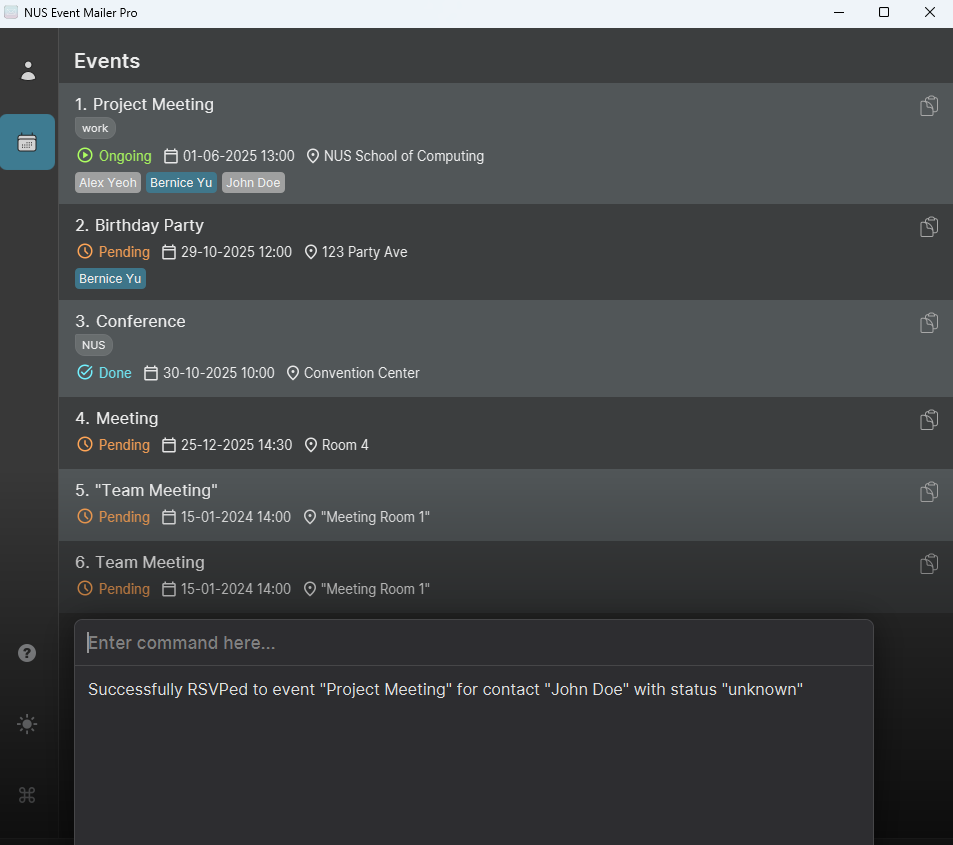 NUS Event Mailer Pro
Events
1. Project Meeting
work
Ongoing 01-06-2025 13:00 NUS School of Computing
Alex Yeoh Bernice Yu John Doe
2. Birthday Party
Pending 29-10-2025 12:00 123 Party Ave
Bernice Yu
3. Conference
NUS
Done 30-10-2025 10:00 Convention Center
4. Meeting
Pending 25-12-2025 14:30 Room 4
5. "Team Meeting"
Pending 15-01-2024 14:00 "Meeting Room 1"
6. Team Meeting
Pending 15-01-2024 14:00 "Meeting Room 1"
Enter command here...
Successfully RSVPed to event "Project Meeting" for contact "John Doe" with status "unknown"